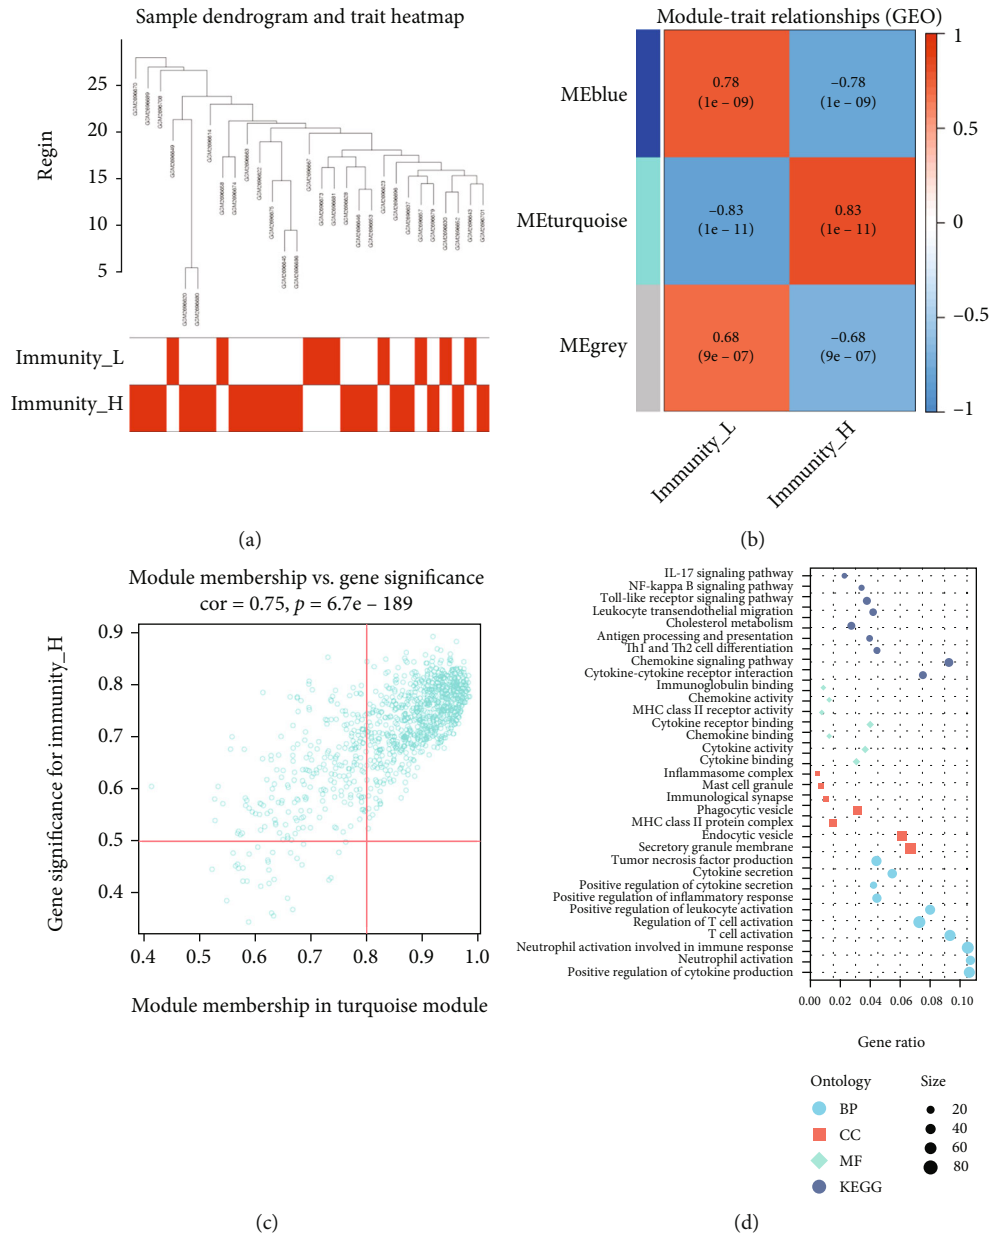 Sample dendrogram and trait heatmap
Regin
25
20
15
10
5
Immunity_L
Immunity_H
(a)
Module-trait relationships (GEO)
MEblue
MEturquoise
MEgrey
0.78
(1e – 09)
–0.78
(1e – 09)
–0.83
(1e – 11)
0.83
(1e – 11)
0.68
(9e – 07)
–0.68
(9e – 07)
Immunity_L
Immunity_H
1
0.5
0
–0.5
–1
(b)
Module membership vs. gene significance
cor = 0.75, p = 6.7e – 189
Gene significance for immunity_H
0.9
0.8
0.7
0.6
0.5
0.4
0.4 0.5 0.6 0.7 0.8 0.9 1.0
Module membership in turquoise module
(c)
IL-17 signaling pathway
NF-kappa B signaling pathway
Toll-like receptor signaling pathway
Leukocyte transendothelial migration
Cholesterol metabolism
Antigen processing and presentation
Th1 and Th2 cell differentiation
Chemokine signaling pathway
Cytokine-cytokine receptor interaction
Immunoglobulin binding
Chemokine activity
MHC class II receptor activity
Cytokine receptor binding
Chemokine binding
Cytokine activity
Cytokine binding
Inflammasome complex
Mast cell granule
Immunological synapse
Phagocytic vesicle
MHC class II protein complex
Endocytic vesicle
Secretory granule membrane
Tumor necrosis factor production
Cytokine secretion
Positive regulation of cytokine secretion
Positive regulation of inflammatory response
Positive regulation of leukocyte activation
Regulation of T cell activation
T cell activation
Neutrophil activation involved in immune response
Neutrophil activation
Positive regulation of cytokine production
0.00 0.02 0.04 0.06 0.08 0.10
Gene ratio
Ontology
BP
CC
MF
KEGG
Size
20
40
60
80
(d)